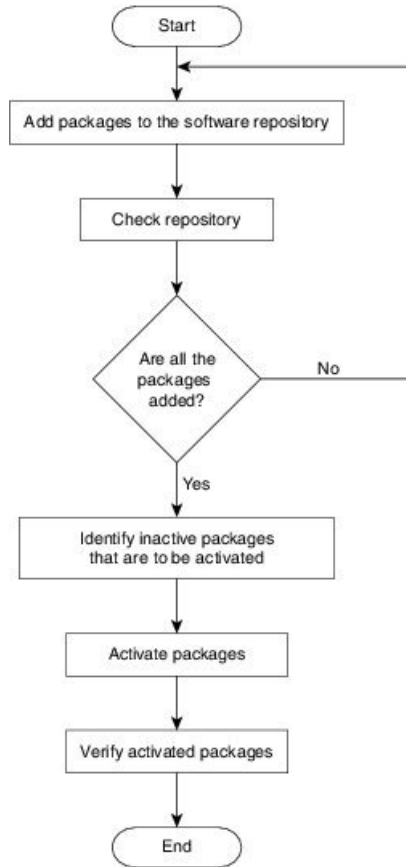 Start
Add packages to the software repository
Check repository
Are all the
packages
added?
No
Yes
Identify inactive packages
that are to be activated
Activate packages
Verify activated packages
End